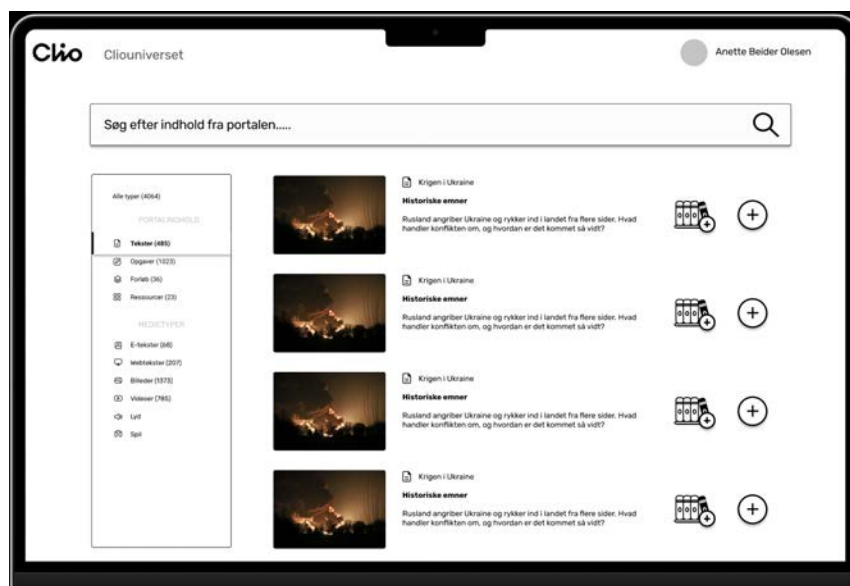 Clio Cliouniverset
Anette Beider Olesen
Søg efter indhold fra portalen.....
Alle typer (4064)
PORTALINDHOLD
Tekster (485)
Opgaver (1023)
Forløb (36)
Ressourcer (23)
MEDIETYPER
E-tekster (68)
Webtekster (207)
Billeder (1373)
Videoer (785)
Lyd
Spil
Krigen i Ukraine
Historiske emner
Rusland angriber Ukraine og rykker ind i landet fra flere sider. Hvad
handler konflikten om, og hvordan er det kommet så vidt?
Krigen i Ukraine
Historiske emner
Rusland angriber Ukraine og rykker ind i landet fra flere sider. Hvad
handler konflikten om, og hvordan er det kommet så vidt?
Krigen i Ukraine
Historiske emner
Rusland angriber Ukraine og rykker ind i landet fra flere sider. Hvad
handler konflikten om, og hvordan er det kommet så vidt?
Krigen i Ukraine
Historiske emner
Rusland angriber Ukraine og rykker ind i landet fra flere sider. Hvad
handler konflikten om, og hvordan er det kommet så vidt?